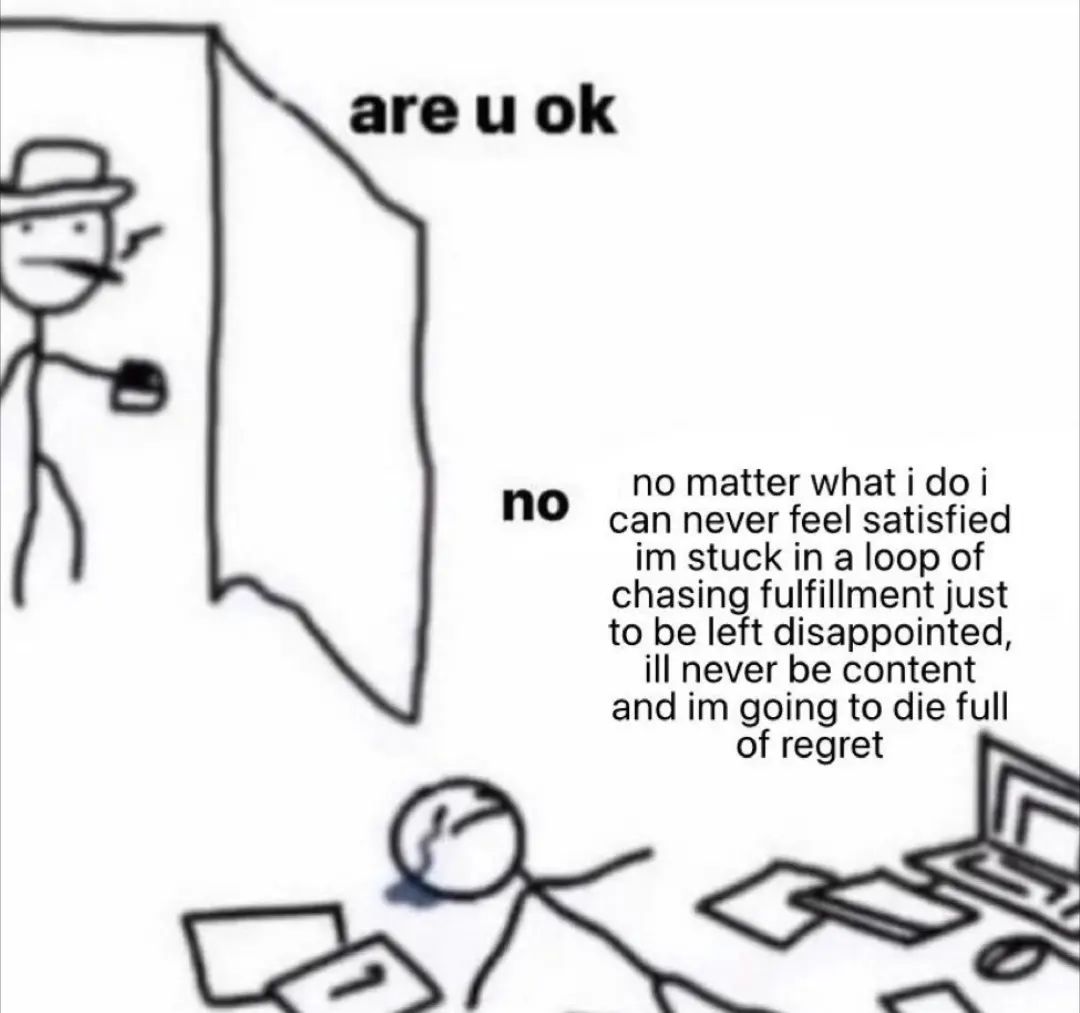 are u ok
no
no matter what i do i
can never feel satisfied
im stuck in a loop of
chasing fulfillment just
to be left disappointed,
ill never be content
and im going to die full
of regret